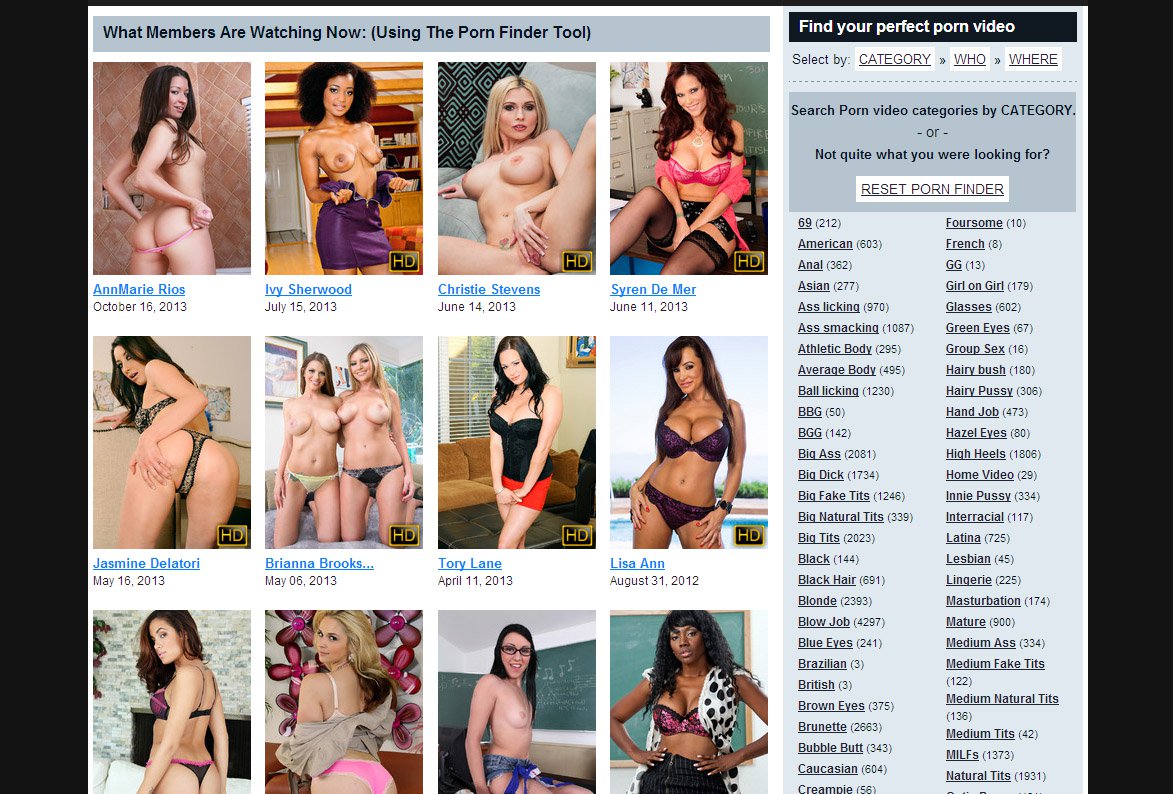 What Members Are Watching Now: (Using The Porn Finder Tool)
HD
HD
HD
AnnMarie Rios
October 16, 2013
Ivy Sherwood
July 15, 2013
Christie Stevens
June 14, 2013
Syren De Mer
June 11, 2013
HD
HD
HD
HD
Jasmine Delatori
May 16, 2013
Brianna Brooks...
May 06, 2013
Tory Lane
April 11, 2013
Lisa Ann
August 31, 2012
Find your perfect porn video
Select by: CATEGORY » WHO » WHERE
Search Porn video categories by CATEGORY.
- or -
Not quite what you were looking for?
RESET PORN FINDER
69 (212)
American (603)
Anal (362)
Asian (277)
Ass licking (970)
Ass smacking (1087)
Athletic Body (295)
Average Body (495)
Ball licking (1230)
BBG (50)
BGG (142)
Big Ass (2081)
Big Dick (1734)
Big Fake Tits (1246)
Big Natural Tits (339)
Big Tits (2023)
Black (144)
Black Hair (691)
Blonde (2393)
Blow Job (4297)
Blue Eyes (241)
Brazilian (3)
British (3)
Brown Eyes (375)
Brunette (2663)
Bubble Butt (343)
Caucasian (604)
Creampie (56)
Foursome (10)
French (8)
GG (13)
Girl on Girl (179)
Glasses (602)
Green Eyes (67)
Group Sex (16)
Hairy bush (180)
Hairy Pussy (306)
Hand Job (473)
Hazel Eyes (80)
High Heels (1806)
Home Video (29)
Innie Pussy (334)
Interracial (117)
Latina (725)
Lesbian (45)
Lingerie (225)
Masturbation (174)
Mature (900)
Medium Ass (334)
Medium Fake Tits
(122)
Medium Natural Tits
(136)
Medium Tits (42)
MILFs (1373)
Natural Tits (1931)